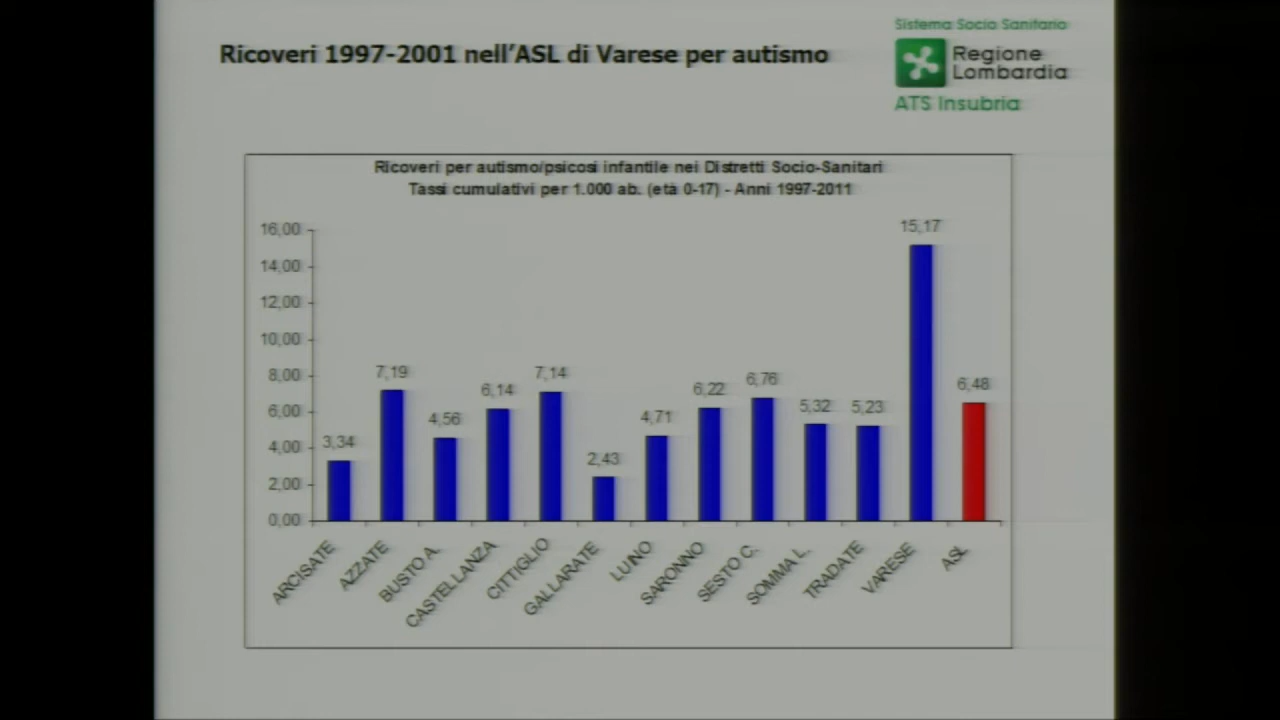 Sistema Socio Sanitario
Ricoveri 1997-2001 nell'ASL di Varese per autismo
Regione
Lombardia
ATS Insubria
Ricoveri per autismo/psicosi infantile nei Distretti Socio-Sanitari
Tassi cumulativi per 1.000 ab. (età 0-17) - Anni 1997-2011
16,00
14,00
12,00
10,00
8,00
6,00
4,00
2,00
0,00
3,34
7,19
4,56
6,14
7,14
2,43
4,71
6,22
6,76
5,32
5,23
15,17
6,48
ARCISATE
AZZATE
BUSTO A.
CASTELLANZA
CITTIGLIO
GALLARATE
LUINO
SARONNO
SESTO C.
SOMMA L.
TRADATE
VARESE
ASL